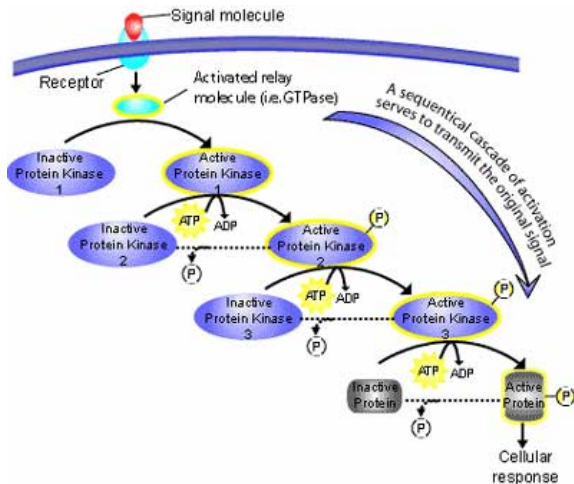 Signal molecule
Receptor
Activated relay
molecule (i.e.GTPase)
A sequentical cascade of activation
serves to transmit the original signal
Inactive
Protein Kinase
1
Active
Protein Kinase
1
ATP
ADP
Inactive
Protein Kinase
2
P
Active
Protein Kinase
2
P
ATP
ADP
Inactive
Protein Kinase
3
P
Active
Protein Kinase
3
P
ATP
ADP
Inactive
Protein
P
Active
Protein
P
Cellular
response